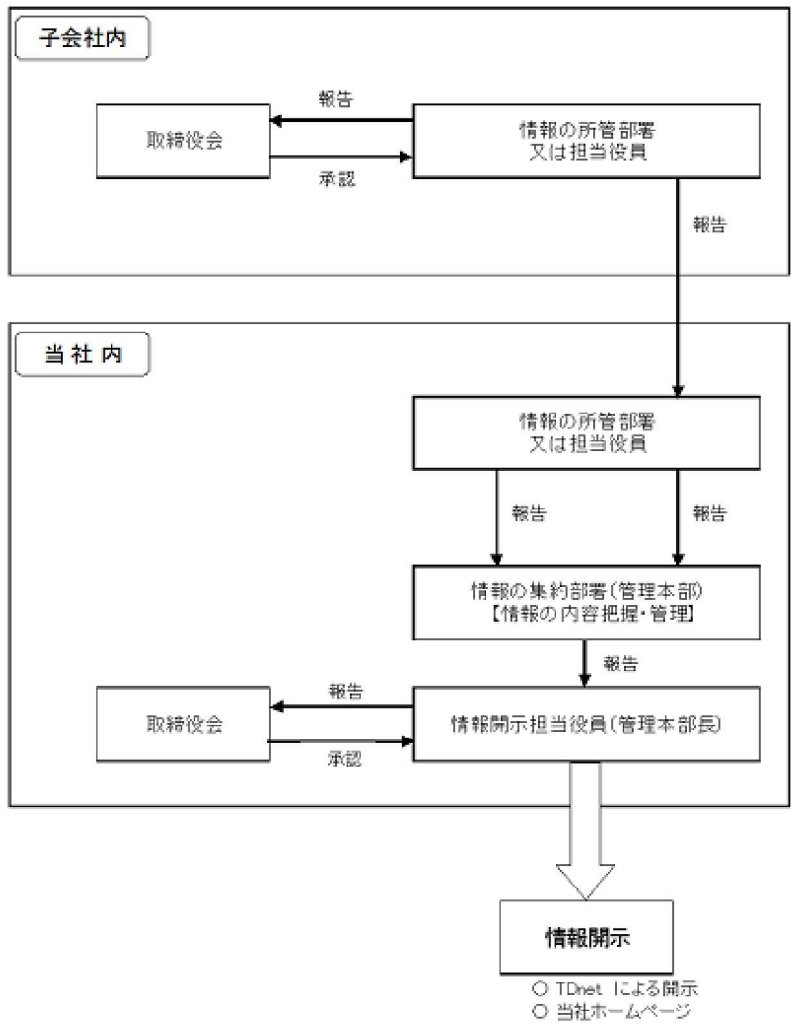 子会社内
報告
取締役会
情報の所管部署
又は担当役員
承認
報告
当社内
情報の所管部署
又は担当役員
報告
報告
情報の集約部署(管理本部)
【情報の内容把握・管理】
報告
報告
取締役会
情報開示担当役員(管理本部長)
承認
情報開示
○ TDnet による開示
○ 当社ホームページ